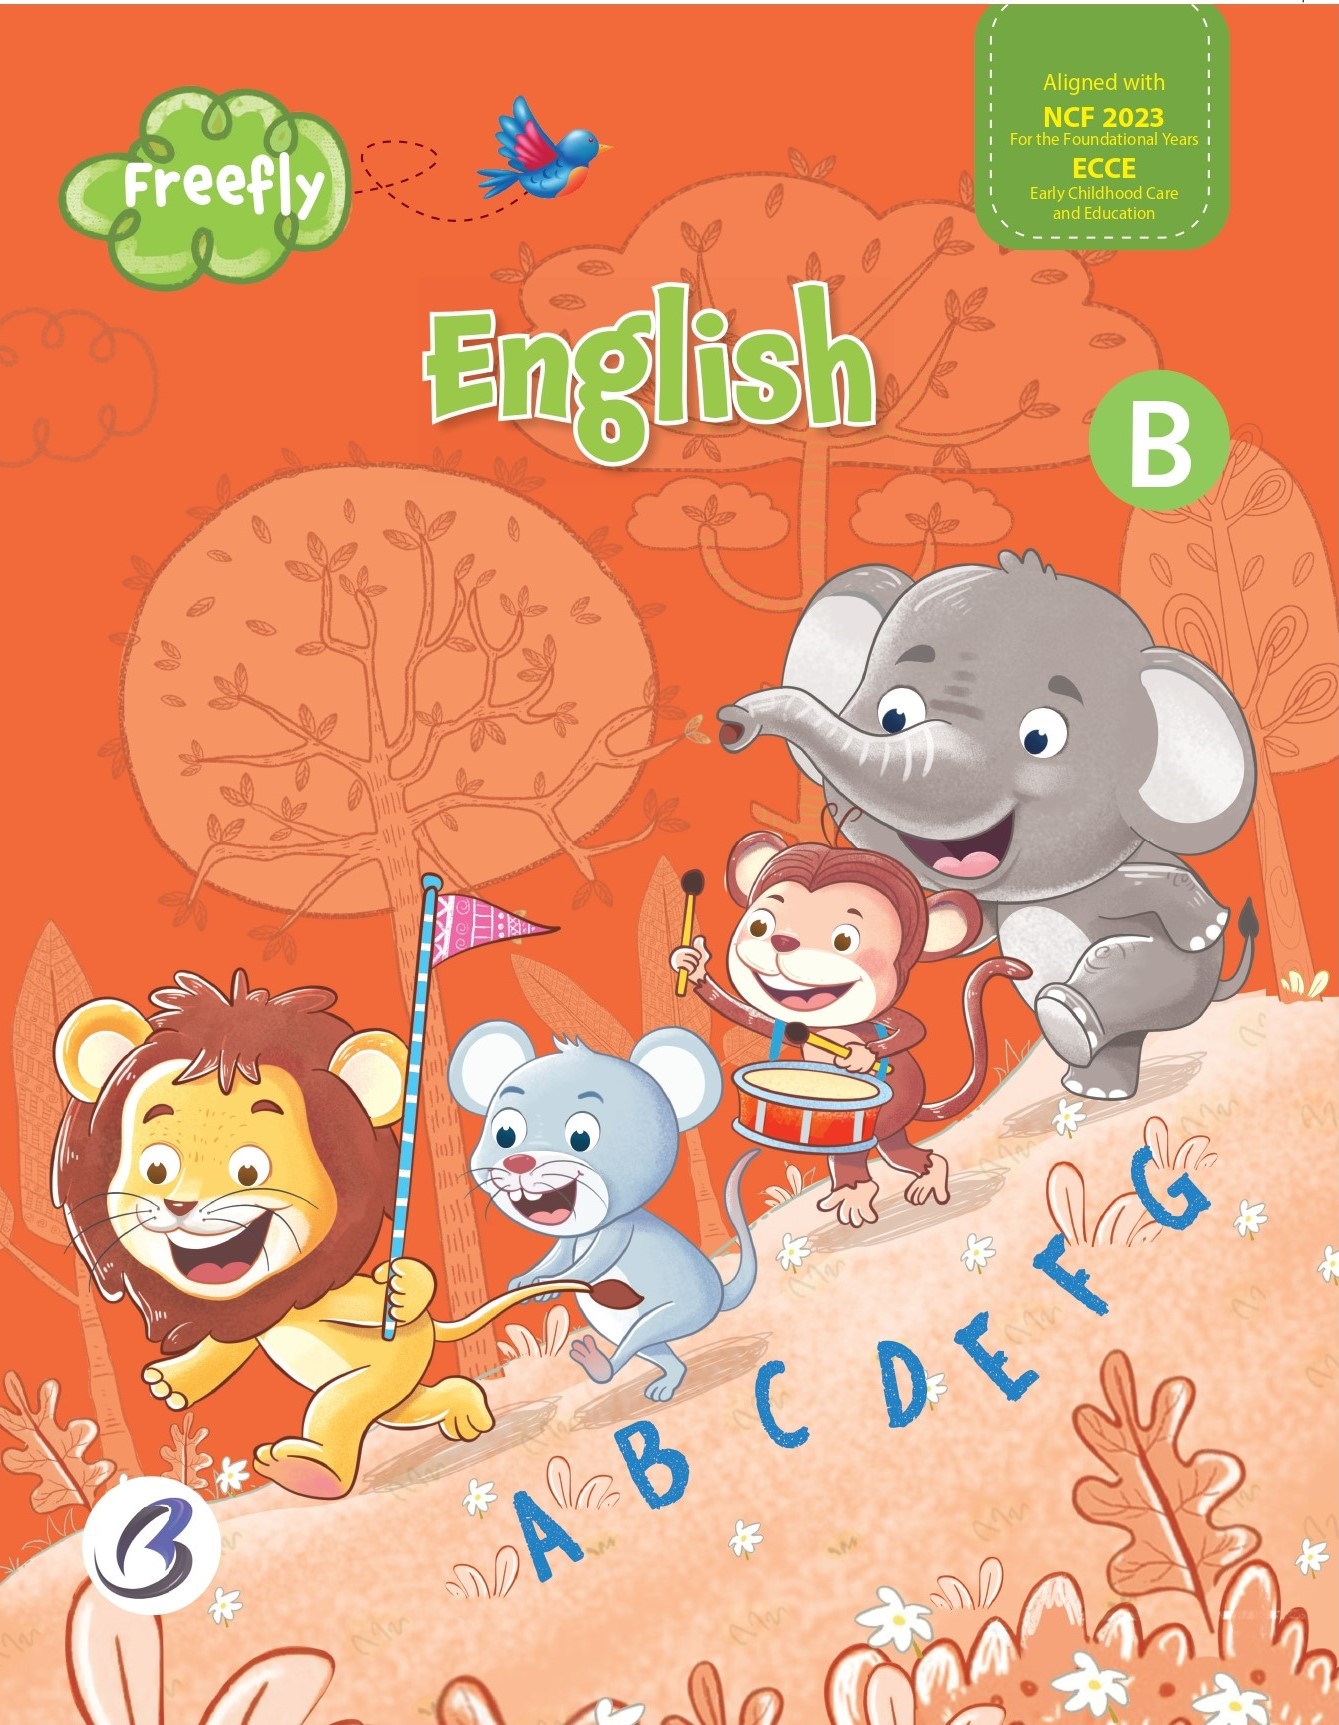 Freefly
Aligned with
NCF 2023
For the Foundational Years
ECCE
Early Childhood Care
and Education
English
B
A B C D E F G
B